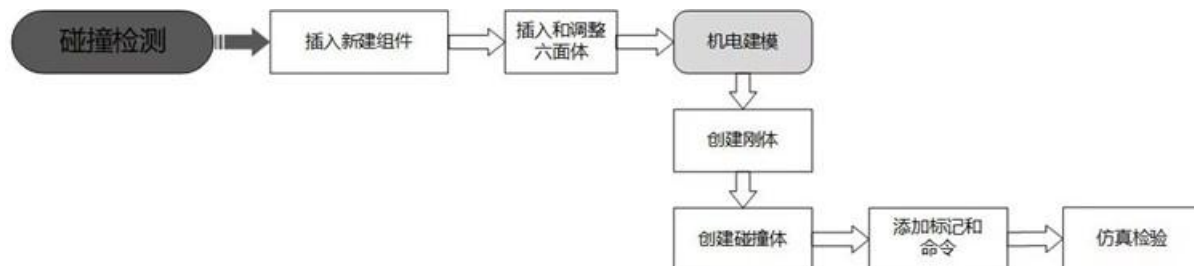 碰撞检测
插入新建组件
插入和调整
六面体
机电建模
创建刚体
创建碰撞体
添加标记和
命令
仿真检验